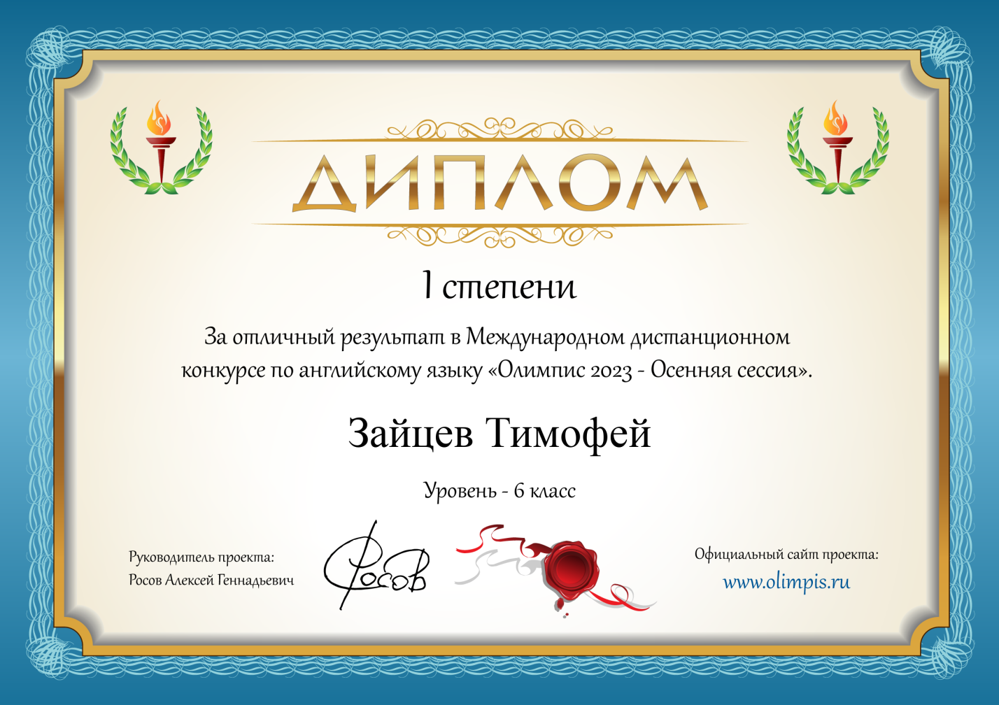 ДИПЛОМ
I степени
За отличный результат в Международном дистанционном
конкурсе по английскому языку «Олимпис 2023 - Осенняя сессия».
Зайцев Тимофей
Уровень - 6 класс
Руководитель проекта:
Росов Алексей Геннадьевич
Росов
Официальный сайт проекта:
www.olimpis.ru